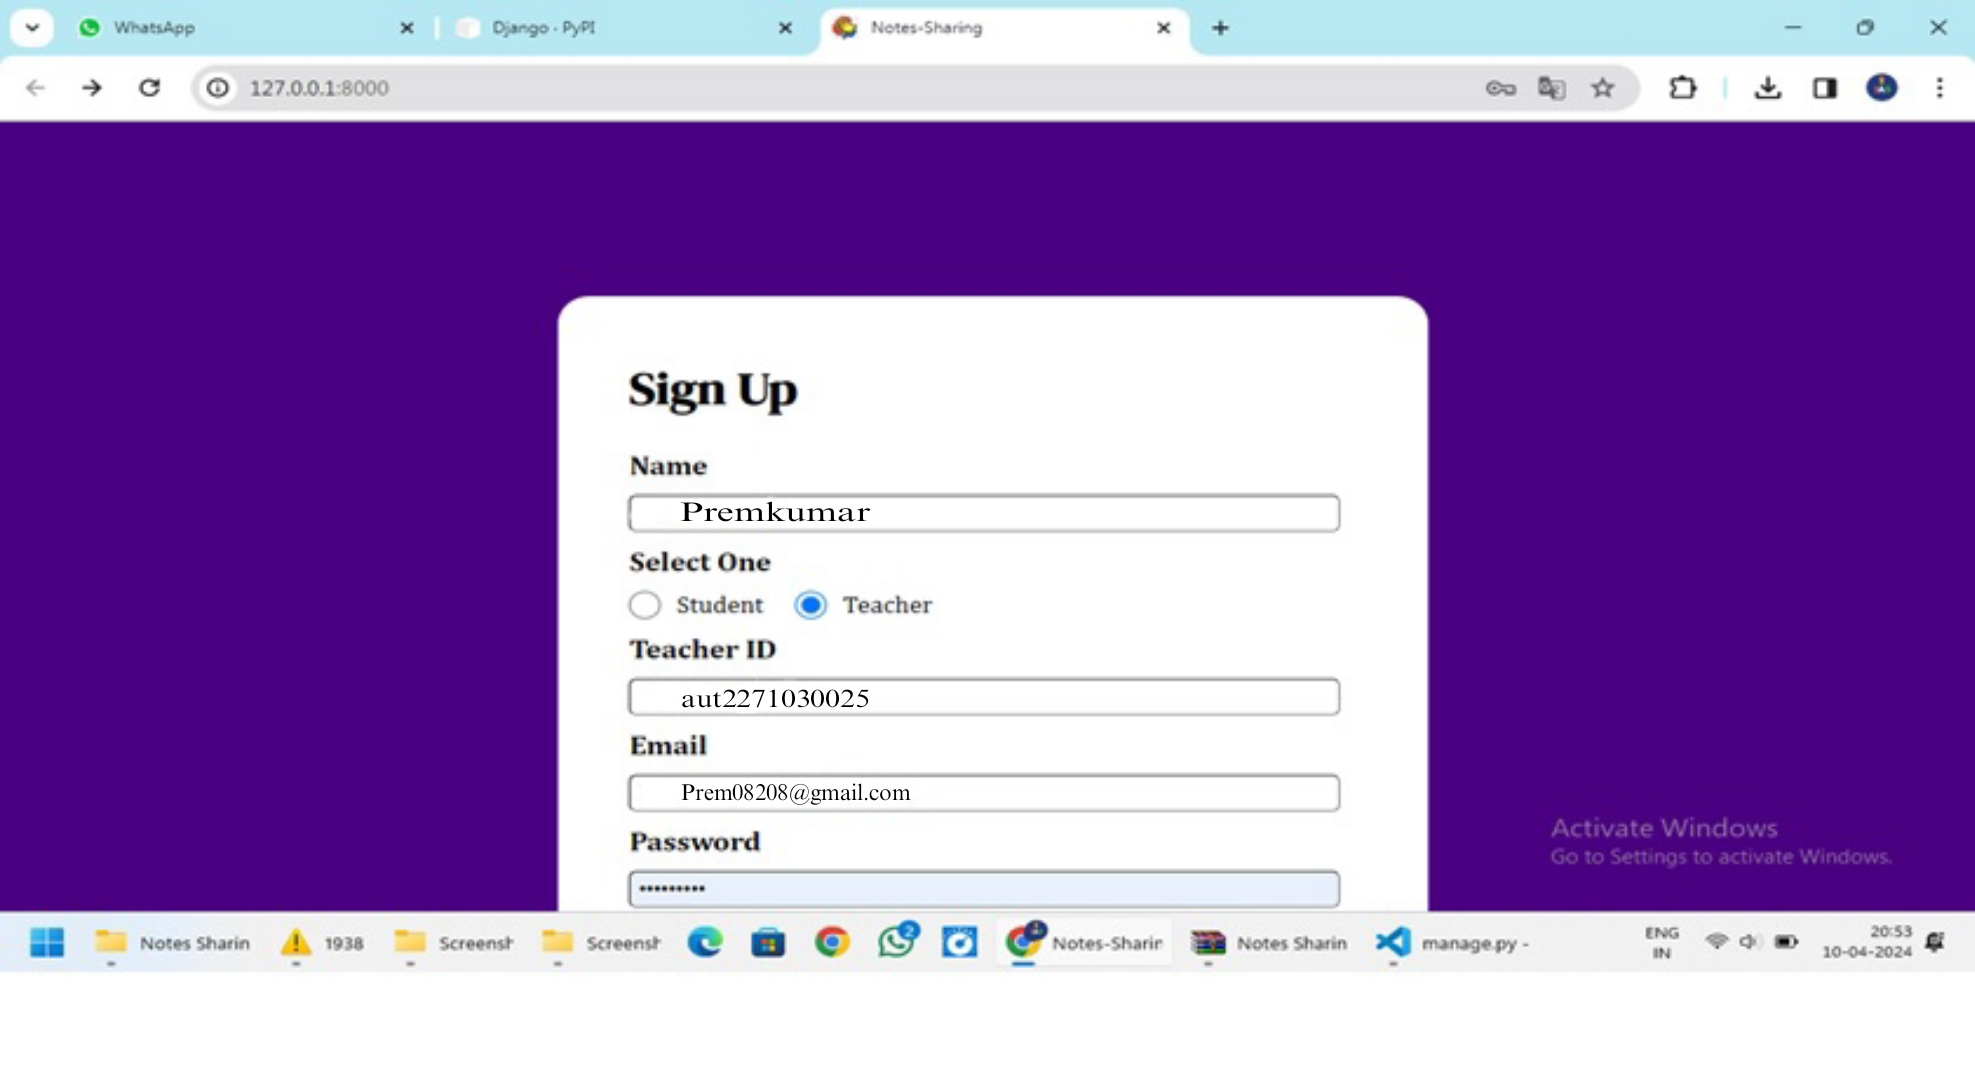 WhatsApp
Django · PyPI
Notes-Sharing
127.0.0.1:8000
Sign Up
Name
Premkumar
Select One
Student
Teacher
Teacher ID
aut2271030025
Email
Prem08208@gmail.com
Password
•••••••••
Activate Windows
Go to Settings to activate Windows.
Notes Sharin
1938
Screensh
Screensh
2
Notes-Sharin
Notes Sharin
manage.py -
ENG
IN
20:53
10-04-2024